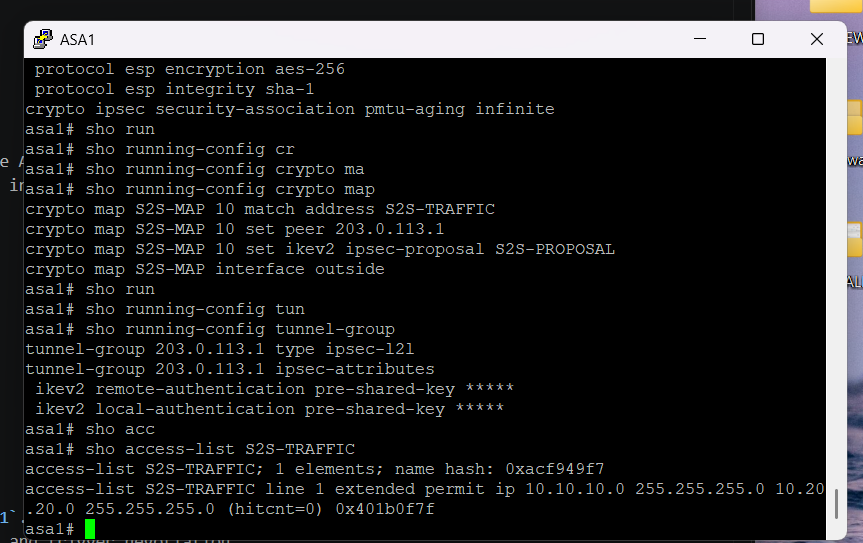 ASA1
 protocol esp encryption aes-256
 protocol esp integrity sha-1
crypto ipsec security-association pmtu-aging infinite
asa1# sho run
asa1# sho running-config cr
asa1# sho running-config crypto ma
asa1# sho running-config crypto map
crypto map S2S-MAP 10 match address S2S-TRAFFIC
crypto map S2S-MAP 10 set peer 203.0.113.1
crypto map S2S-MAP 10 set ikev2 ipsec-proposal S2S-PROPOSAL
crypto map S2S-MAP interface outside
asa1# sho run
asa1# sho running-config tun
asa1# sho running-config tunnel-group
tunnel-group 203.0.113.1 type ipsec-l2l
tunnel-group 203.0.113.1 ipsec-attributes
 ikev2 remote-authentication pre-shared-key *****
 ikev2 local-authentication pre-shared-key *****
asa1# sho acc
asa1# sho access-list S2S-TRAFFIC
access-list S2S-TRAFFIC; 1 elements; name hash: 0xacf949f7
access-list S2S-TRAFFIC line 1 extended permit ip 10.10.10.0 255.255.255.0 10.20
.20.0 255.255.255.0 (hitcnt=0) 0x401b0f7f
asa1#